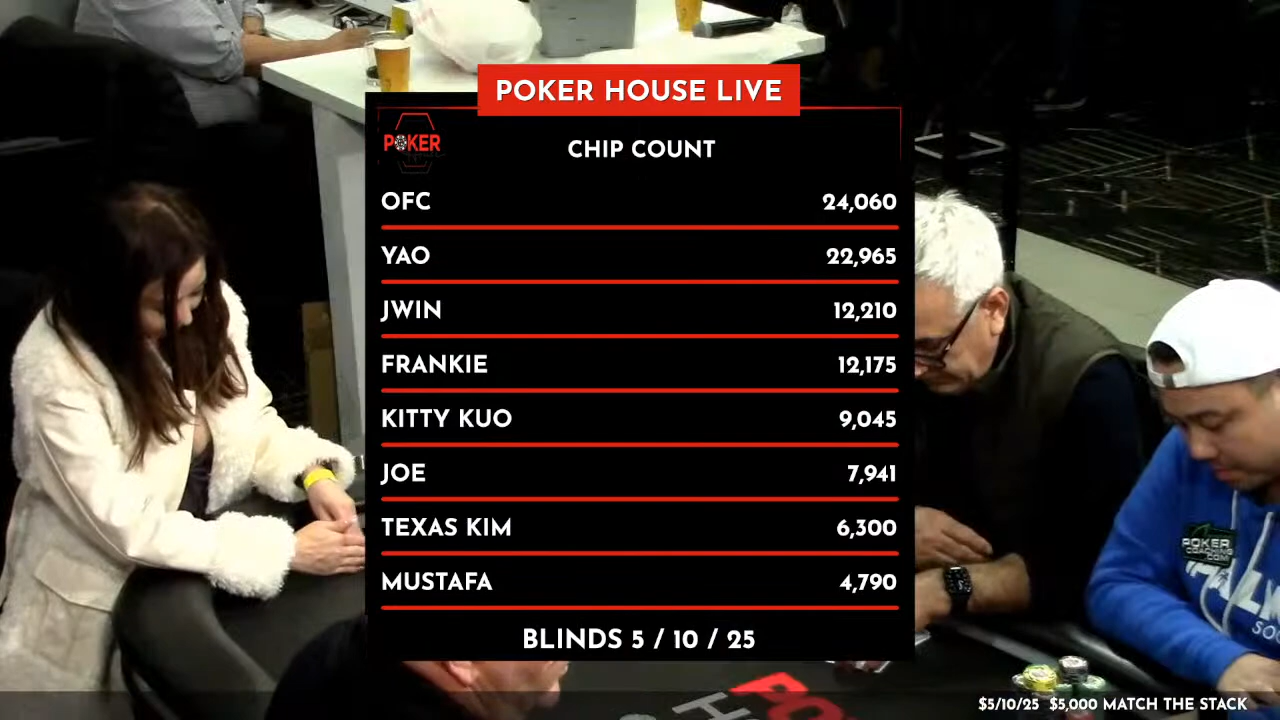 POKER HOUSE LIVE
POKER
CHIP COUNT
OFC 24,060
YAO 22,965
JWIN 12,210
FRANKIE 12,175
KITTY KUO 9,045
JOE 7,941
TEXAS KIM 6,300
MUSTAFA 4,790
BLINDS 5 / 10 / 25
POKER
COACHING
.COM
$5/10/25 $5,000 MATCH THE STACK